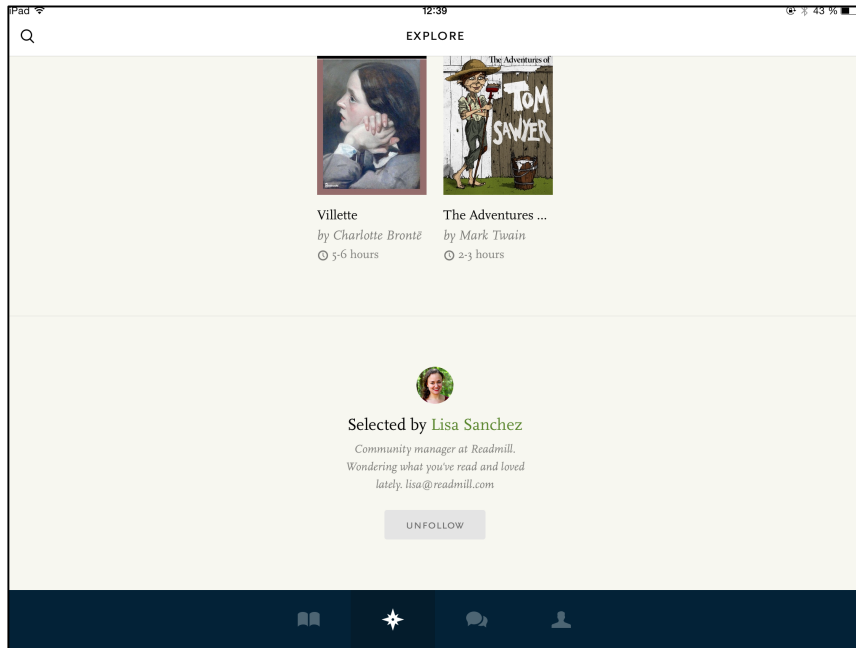 iPad 12:39 43 %
EXPLORE
The Adventures of
TOM
SAWYER
Villette The Adventures ...
by Charlotte Brontë by Mark Twain
5-6 hours 2-3 hours
Selected by Lisa Sanchez
Community manager at Readmill.
Wondering what you've read and loved
lately. lisa@readmill.com
UNFOLLOW